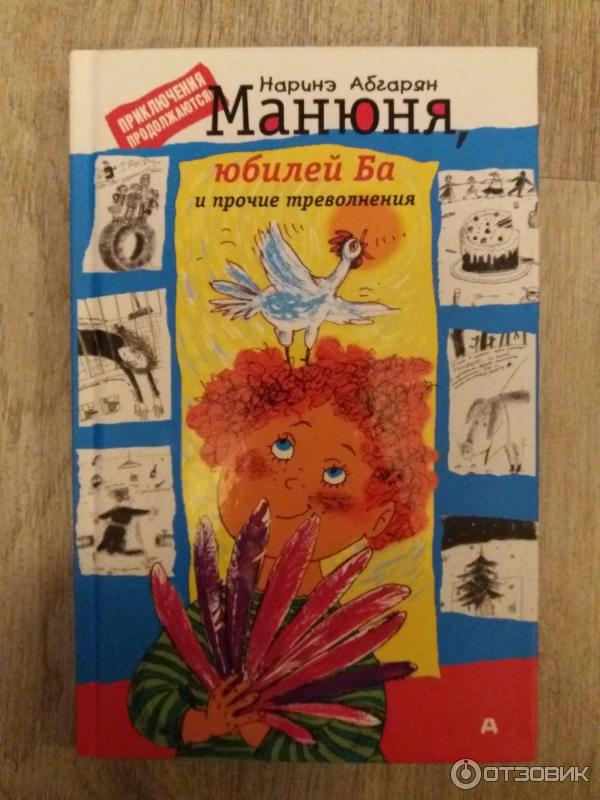 Наринэ Абгарян
ПРИКЛЮЧЕНИЯ
ПРОДОЛЖАЮТСЯ!
Манюня,
юбилей Ба
и прочие треволнения
А
ОТЗОВИК